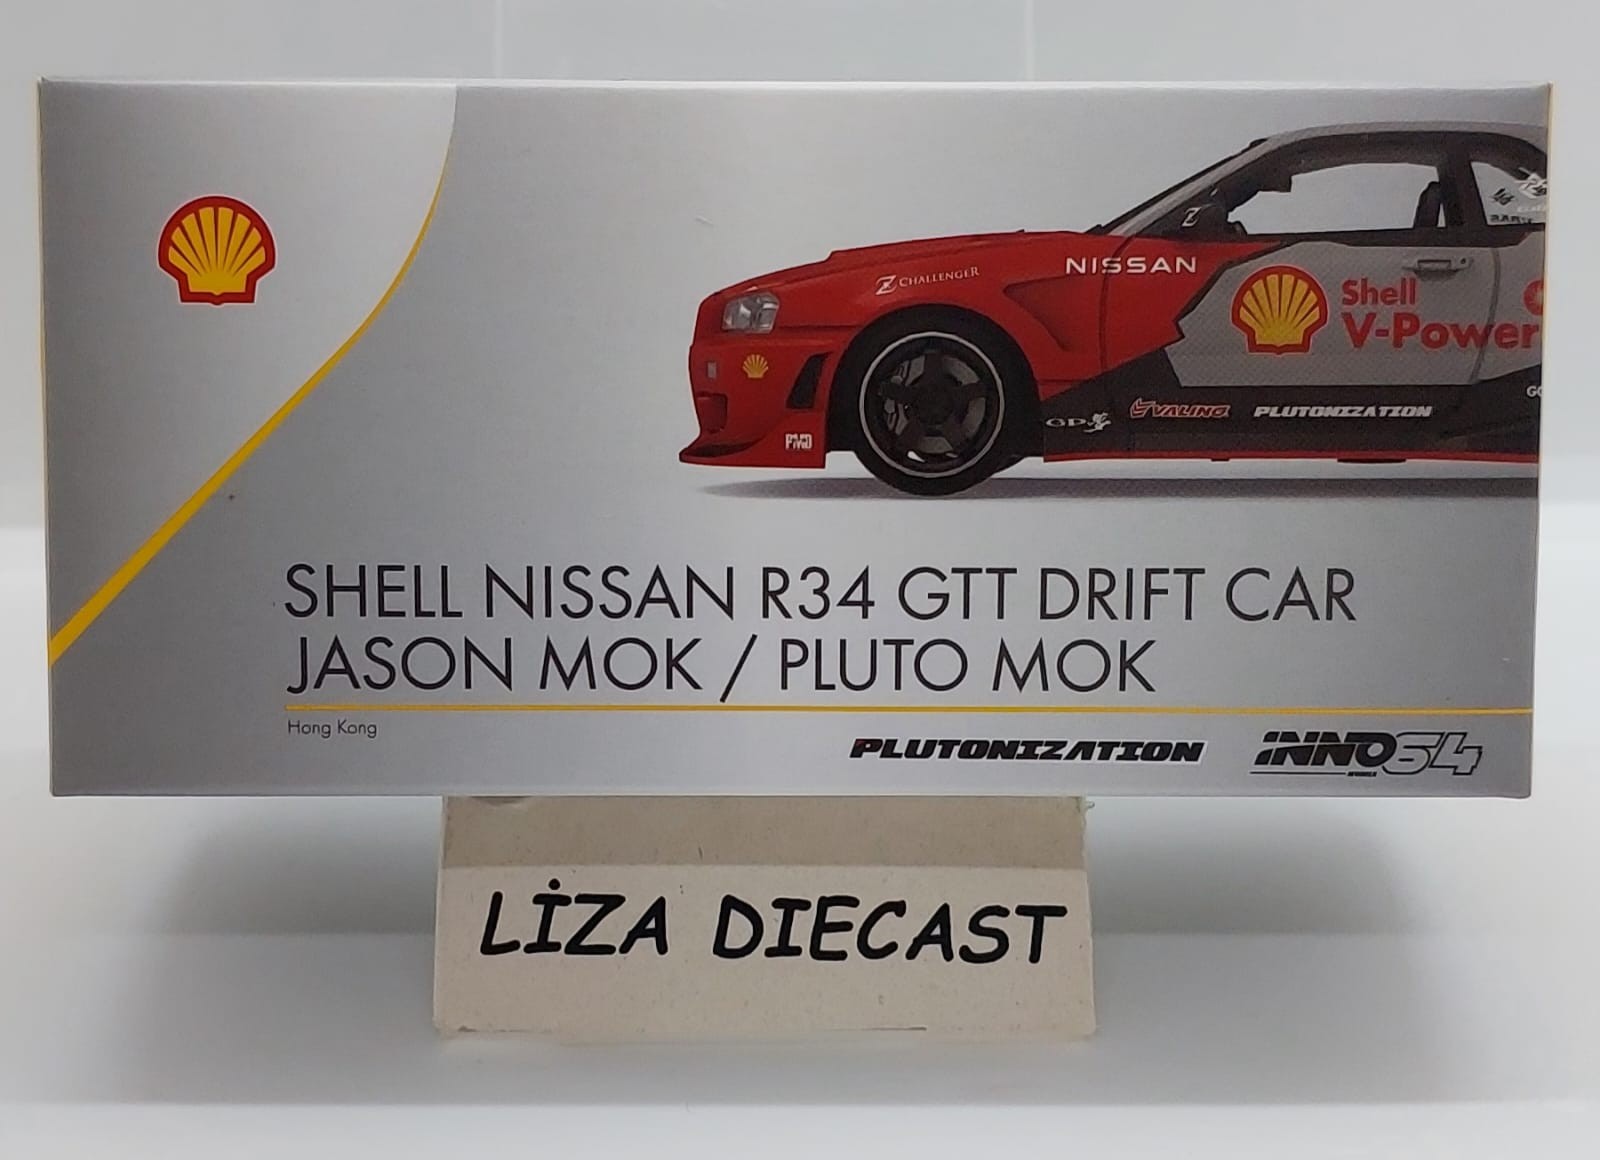 Z CHALLENGER
NISSAN
Shell
V-Power
GD
VALINO
PLUTONIZATION
SHELL NISSAN R34 GTT DRIFT CAR
JASON MOK / PLUTO MOK
Hong Kong
PLUTONIZATION
INNO64
LİZA DIECAST